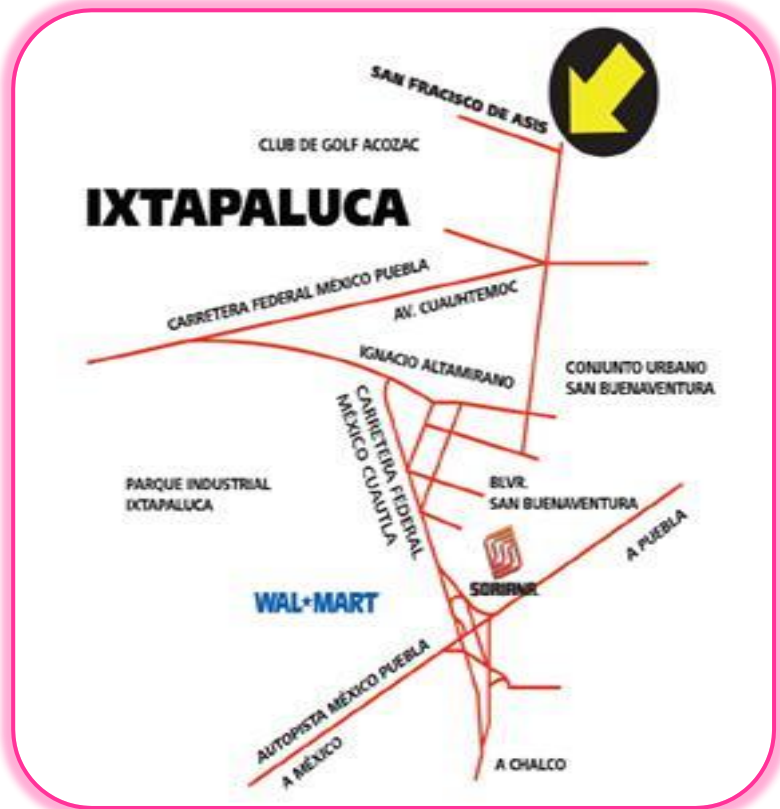 SAN FRACISCO DE ASIS
CLUB DE GOLF ACOZAC
IXTAPALUCA
CARRETERA FEDERAL MÉXICO PUEBLA
AV. CUAUHTEMOC
IGNACIO ALTAMIRANO
CONJUNTO URBANO
SAN BUENAVENTURA
CARRETERA FEDERAL
MÉXICO CUAUTLA
PARQUE INDUSTRIAL
IXTAPALUCA
BLVR.
SAN BUENAVENTURA
A PUEBLA
SORIANA
WAL★MART
AUTOPISTA MÉXICO PUEBLA
A MÉXICO
A CHALCO